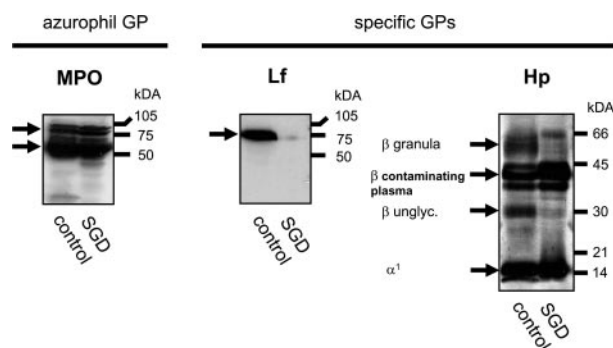 azurophil GP
specific GPs
MPO
Lf
Hp
kDA
105
75
50
control
SGD
kDA
105
75
50
control
SGD
β granula
β contaminating
plasma
β unglyc.
α¹
kDA
66
45
30
21
14
control
SGD